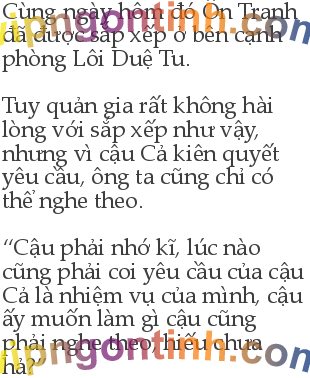 Cùng ngày hôm đó Ôn Tranh
đã được sắp xếp ở bên cạnh
phòng Lôi Duệ Tu.
Tuy quản gia rất không hài
lòng với sắp xếp như vậy,
nhưng vì cậu Cả kiên quyết
yêu cầu, ông ta cũng chỉ có
thể nghe theo.
“Cậu phải nhớ kĩ, lúc nào
cũng phải coi yêu cầu của cậu
Cả là nhiệm vụ của mình, cậu
ấy muốn làm gì cậu cũng
phải nghe theo, hiểu chưa
hả?”